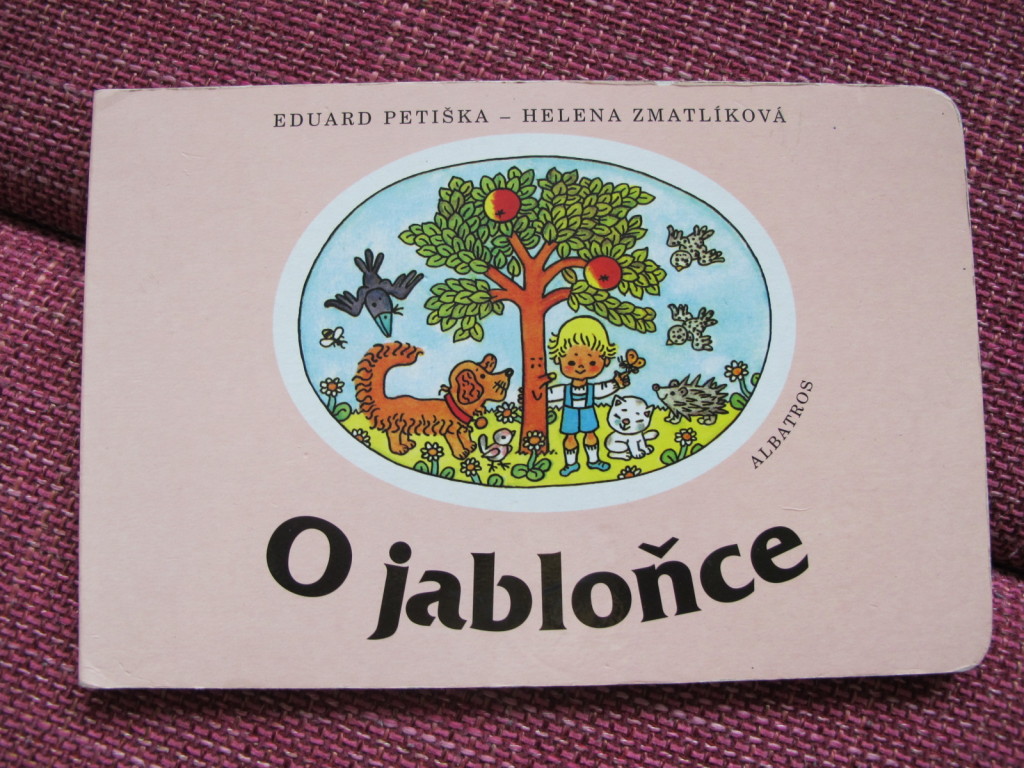 EDUARD PETIŠKA – HELENA ZMATLÍKOVÁ
ALBATROS
O jabloňce